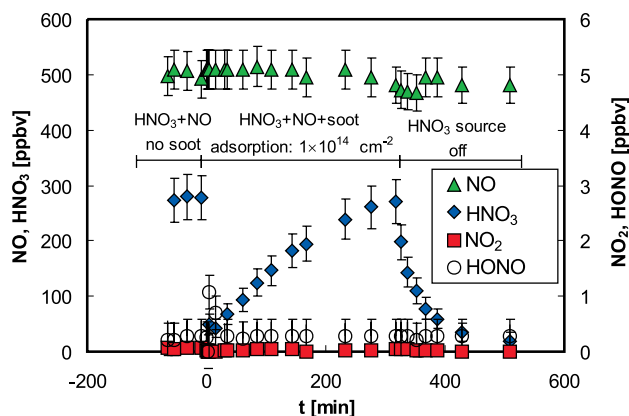 600
500
400
300
200
100
0
NO, HNO₃ [ppbv]
6
5
4
3
2
1
0
NO₂, HONO [ppbv]
HNO₃+NO
no soot
HNO₃+NO+soot
adsorption: 1×10¹⁴ cm⁻²
HNO₃ source
off
NO
HNO₃
NO₂
HONO
-200
0
200
400
600
t [min]